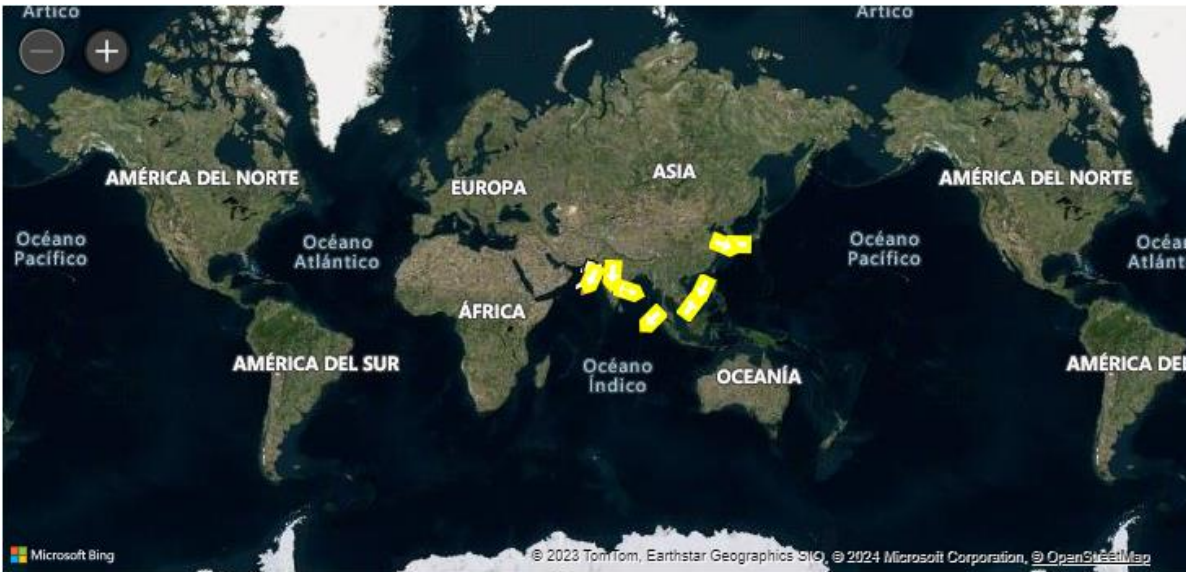 Ártico
Ártico
AMÉRICA DEL NORTE
EUROPA
ASIA
AMÉRICA DEL NORTE
Océano
Pacífico
Océano
Atlántico
Océano
Pacífico
Océa
Atlánt
ÁFRICA
AMÉRICA DEL SUR
Océano
Índico
OCEANÍA
AMÉRICA DEL
Microsoft Bing
© 2023 TomTom, Earthstar Geographics SIO, © 2024 Microsoft Corporation, © OpenStreetMap